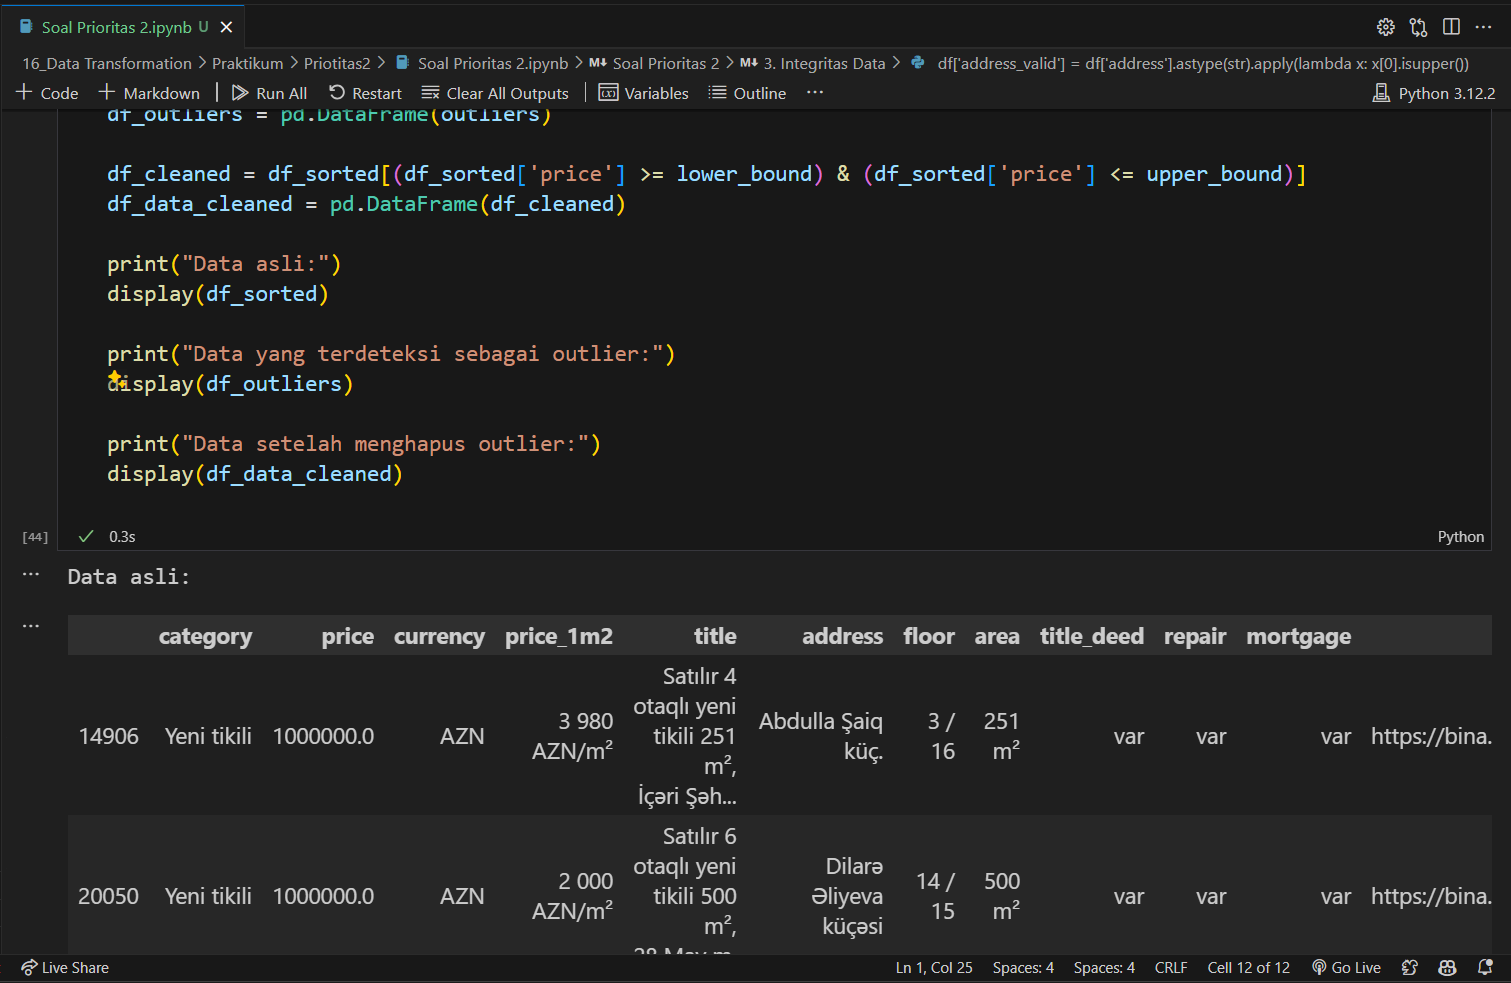 Soal Prioritas 2.ipynb U
16_Data Transformation > Praktikum > Priotitas2 > Soal Prioritas 2.ipynb > M↓ Soal Prioritas 2 > M↓ 3. Integritas Data > df['address_valid'] = df['address'].astype(str).apply(lambda x: x[0].isupper())
+ Code + Markdown | Run All Restart Clear All Outputs | Variables Outline ··· Python 3.12.2
df_outliers = pd.DataFrame(outliers)
df_cleaned = df_sorted[(df_sorted['price'] >= lower_bound) & (df_sorted['price'] <= upper_bound)]
df_data_cleaned = pd.DataFrame(df_cleaned)
print("Data asli:")
display(df_sorted)
print("Data yang terdeteksi sebagai outlier:")
display(df_outliers)
print("Data setelah menghapus outlier:")
display(df_data_cleaned)
[44] 0.3s Python
Data asli:
category price currency price_1m2 title address floor area title_deed repair mortgage
14906 Yeni tikili 1000000.0 AZN 3 980 AZN/m² Satılır 4 otaqlı yeni tikili 251 m², İçəri Şəh... Abdulla Şaiq küç. 3 / 16 251 m² var var var https://bina.
20050 Yeni tikili 1000000.0 AZN 2 000 AZN/m² Satılır 6 otaqlı yeni tikili 500 m², 28 May m. Dilarə Əliyeva küçəsi 14 / 15 500 m² var var var https://bina.
Live Share Ln 1, Col 25 Spaces: 4 Spaces: 4 CRLF Cell 12 of 12 Go Live